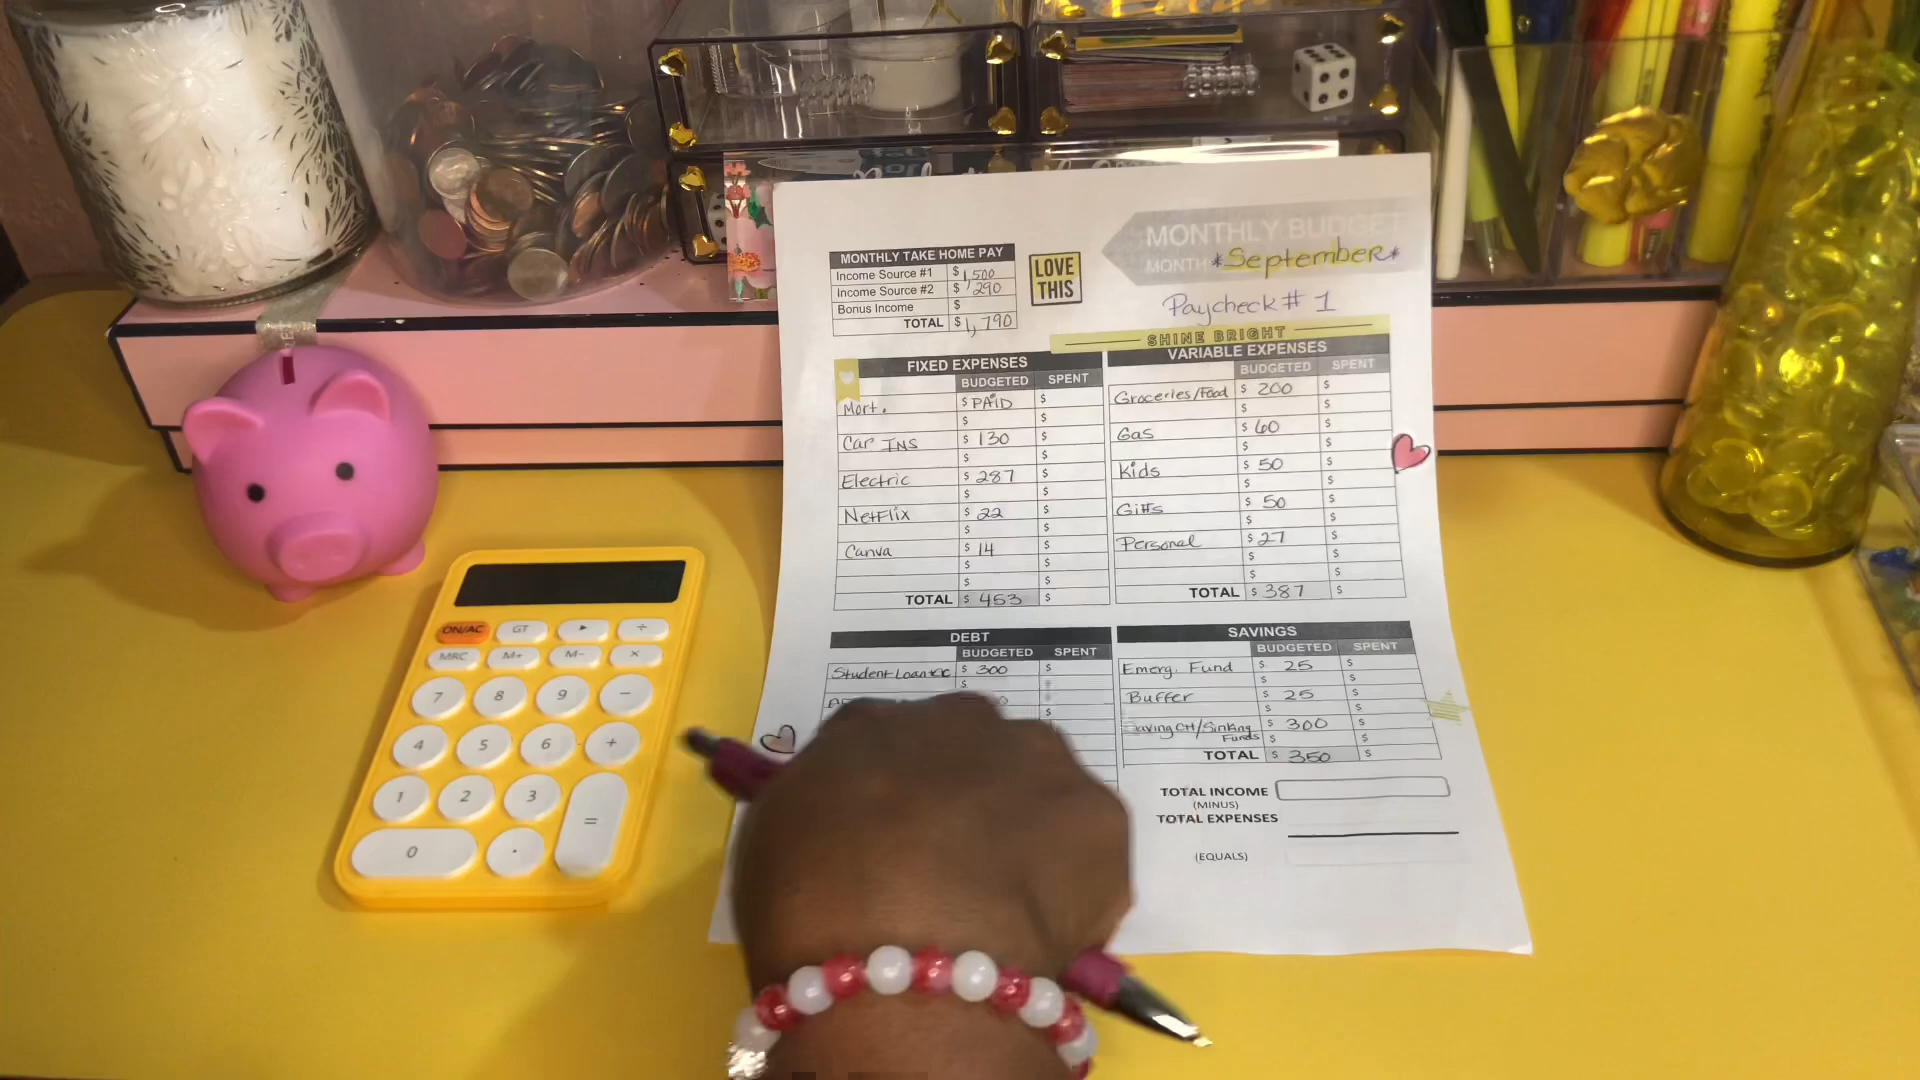 MONTHLY BUDGET
MONTH *September*
Paycheck # 1
MONTHLY TAKE HOME PAY
Income Source #1 $ 1,500
Income Source #2 $ 290
Bonus Income $
TOTAL $ 1,790
LOVE THIS
SHINE BRIGHT
FIXED EXPENSES
BUDGETED SPENT
Mort. $ PAID $
$ $
Car INS $ 130 $
$ $
Electric $ 287 $
$ $
NetFlix $ 22 $
$ $
Canva $ 14 $
$ $
$ $
TOTAL $ 453 $
VARIABLE EXPENSES
BUDGETED SPENT
Groceries/Food $ 200 $
$ $
Gas $ 60 $
$ $
Kids $ 50 $
$ $
Gifts $ 50 $
$ $
Personal $ 27 $
$ $
$ $
TOTAL $ 387 $
DEBT
BUDGETED SPENT
Student Loan $ 300 $
$
$
SAVINGS
BUDGETED SPENT
Emerg. Fund $ 25 $
$ $
Buffer $ 25 $
$ $
Saving CH/Sinking Funds $ 300 $
$ $
TOTAL $ 350 $
TOTAL INCOME
(MINUS)
TOTAL EXPENSES
(EQUALS)
ON/AC GT ▶ ÷
MRC M+ M- ×
7 8 9 −
4 5 6 +
1 2 3 =
0 .